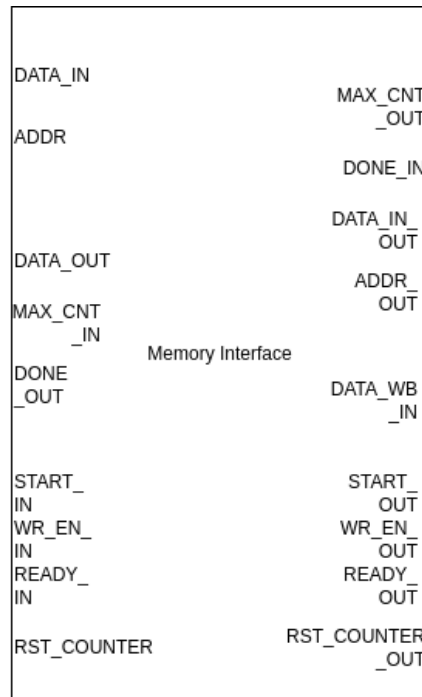 DATA_IN
MAX_CNT
_OUT
ADDR
DONE_IN
DATA_IN_
OUT
DATA_OUT
ADDR_
OUT
MAX_CNT
_IN
Memory Interface
DONE
_OUT
DATA_WB
_IN
START_
IN
START_
OUT
WR_EN_
IN
WR_EN_
OUT
READY_
IN
READY_
OUT
RST_COUNTER
RST_COUNTER
_OUT